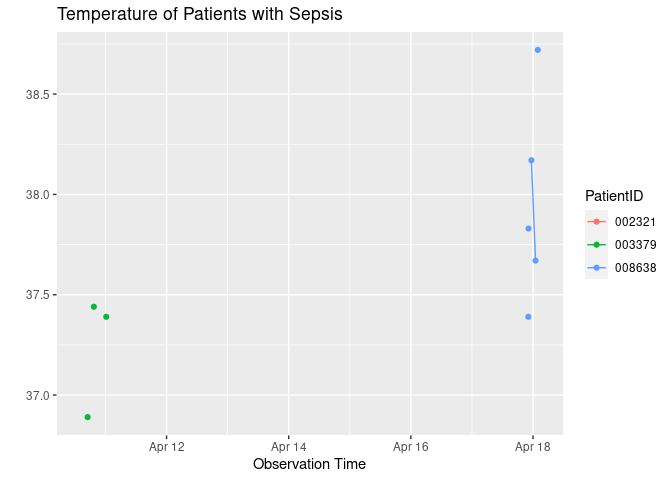 Temperature of Patients with Sepsis
38.5
38.0
37.5
37.0
Apr 12
Apr 14
Apr 16
Apr 18
Observation Time
PatientID
002321
003379
008638